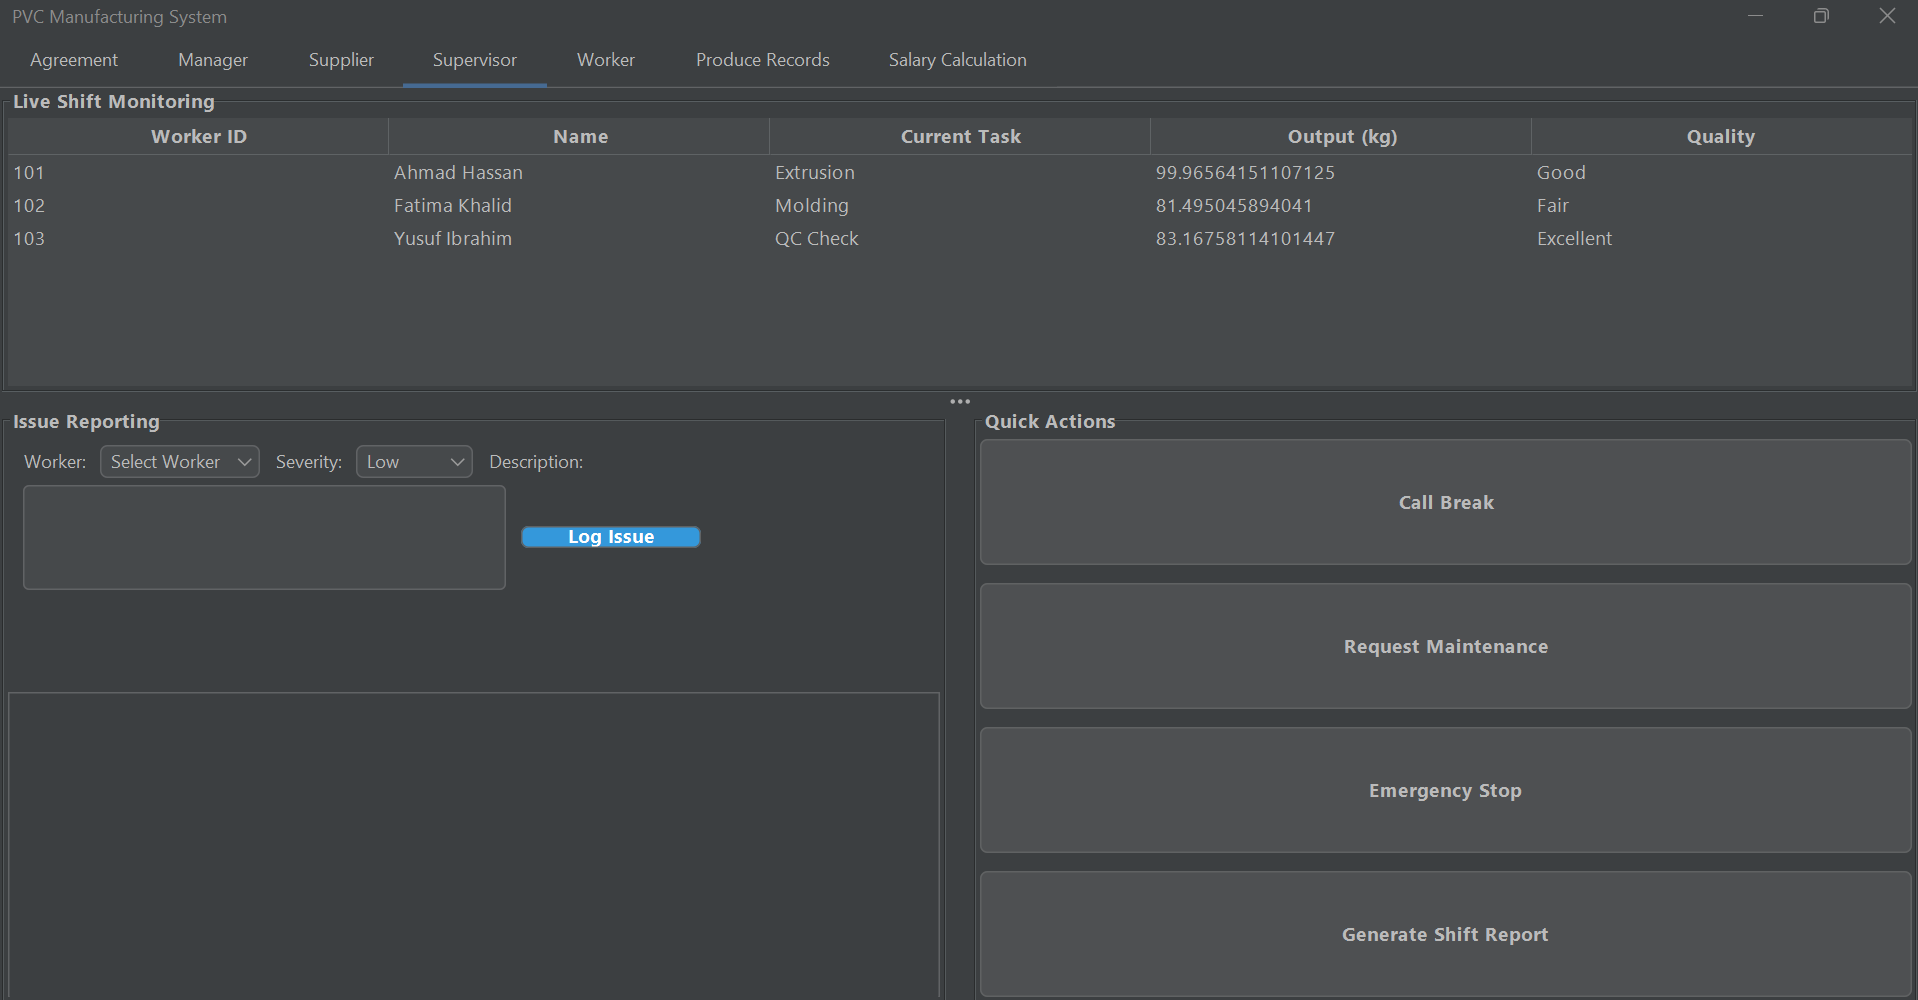 PVC Manufacturing System
Agreement Manager Supplier Supervisor Worker Produce Records Salary Calculation
Live Shift Monitoring
Worker ID Name Current Task Output (kg) Quality
101 Ahmad Hassan Extrusion 99.96564151107125 Good
102 Fatima Khalid Molding 81.495045894041 Fair
103 Yusuf Ibrahim QC Check 83.16758114101447 Excellent
Issue Reporting
Worker: Select Worker Severity: Low Description:
Log Issue
Quick Actions
Call Break
Request Maintenance
Emergency Stop
Generate Shift Report